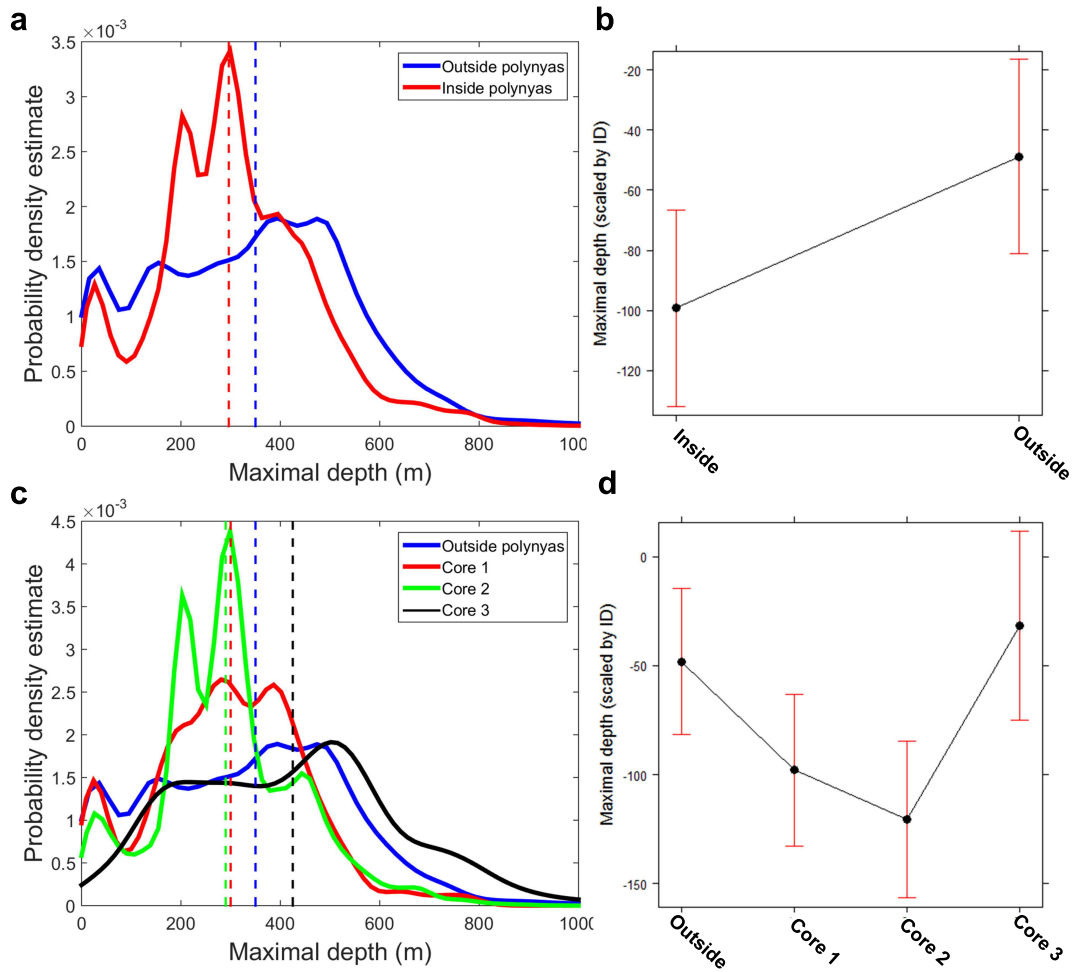 a
×10-3
3.5
3
2.5
2
1.5
1
0.5
0
Probability density estimate
Outside polynyas
Inside polynyas
0 200 400 600 800 1000
Maximal depth (m)
b
-20
-40
-60
-80
-100
-120
Maximal depth (scaled by ID)
Inside Outside
c
×10-3
4.5
4
3.5
3
2.5
2
1.5
1
0.5
0
Probability density estimate
Outside polynyas
Core 1
Core 2
Core 3
0 200 400 600 800 1000
Maximal depth (m)
d
0
-50
-100
-150
Maximal depth (scaled by ID)
Outside Core 1 Core 2 Core 3